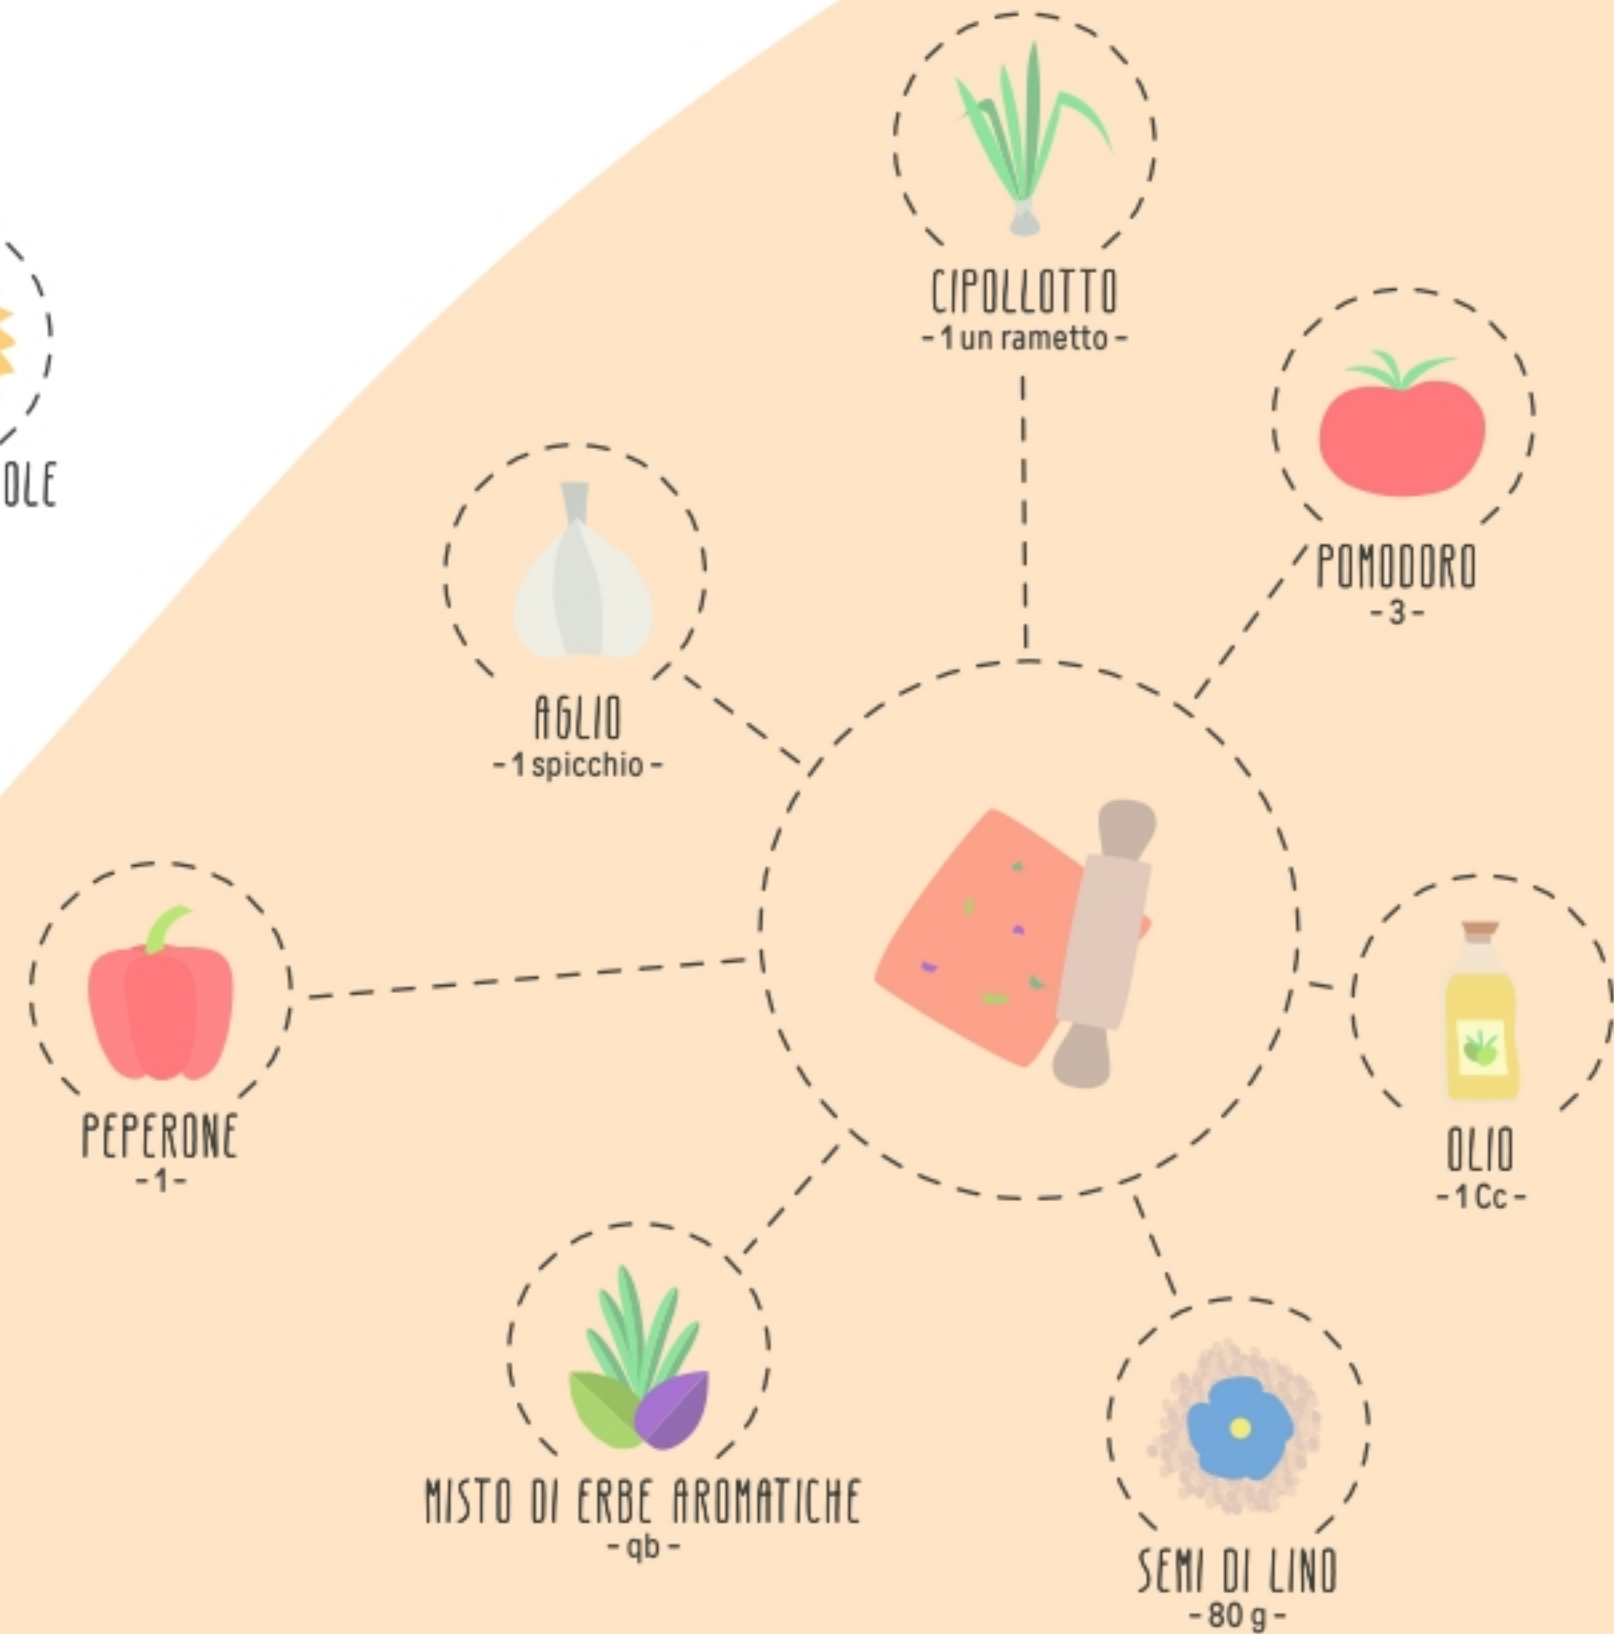 CIPOLLOTTO
- 1 un rametto -
OLE
POMODORO
- 3 -
AGLIO
- 1 spicchio -
PEPERONE
- 1 -
OLIO
- 1 Cc -
MISTO DI ERBE AROMATICHE
- qb -
SEMI DI LINO
- 80 g -